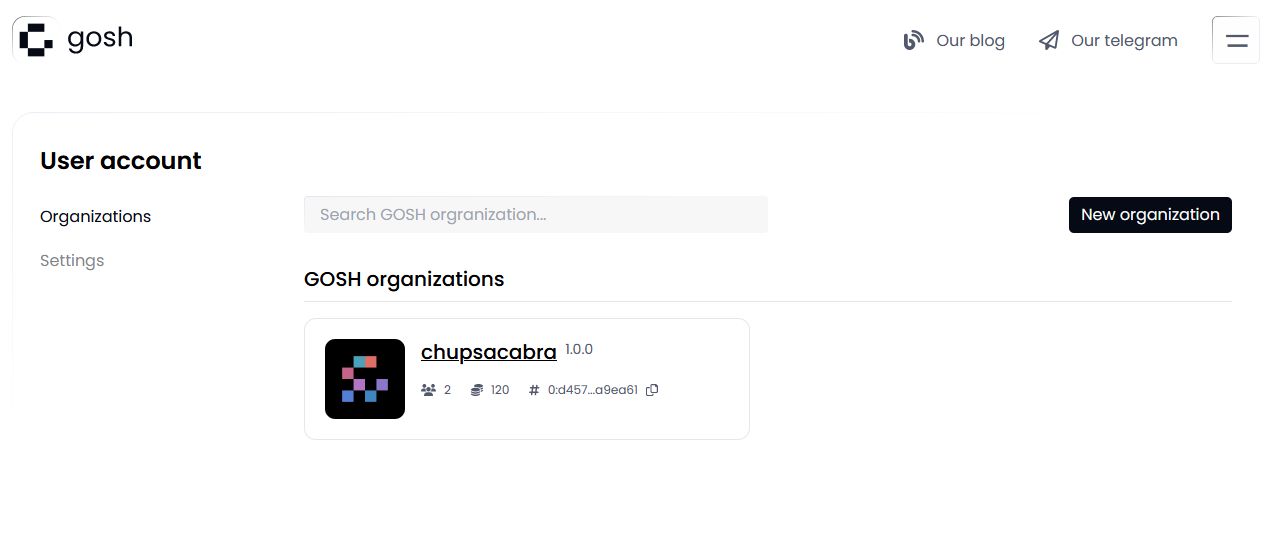 gosh
Our blog
Our telegram
User account
Organizations
Settings
Search GOSH orgranization...
New organization
GOSH organizations
chupsacabra 1.0.0
2 120 # 0:d457...a9ea61